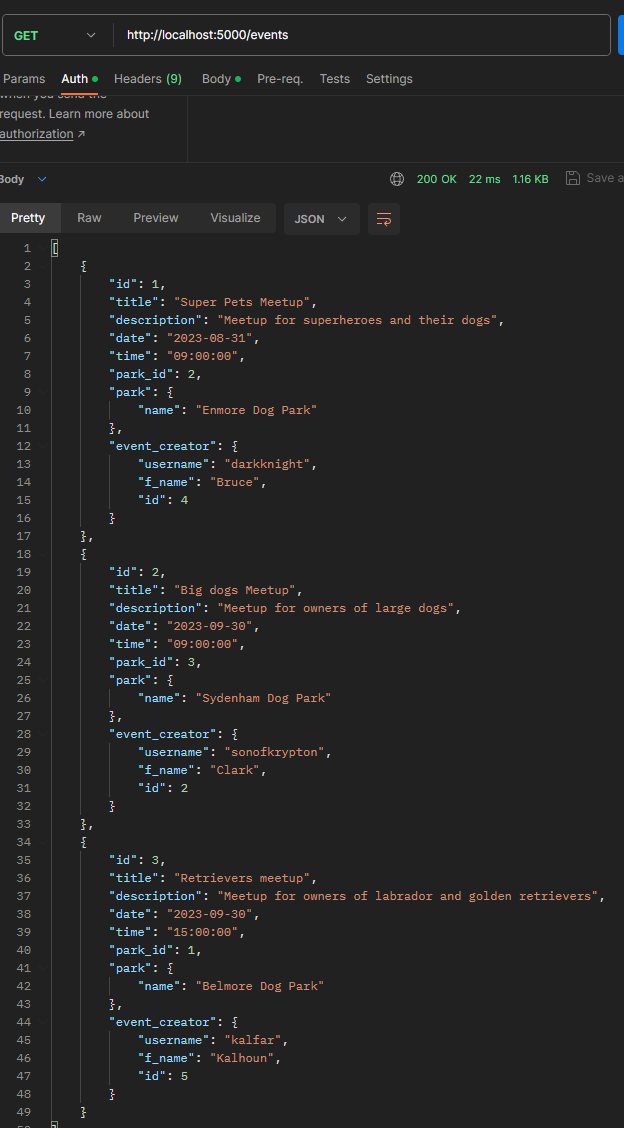 GET http://localhost:5000/events
Params Auth Headers (9) Body Pre-req. Tests Settings
when you send the
request. Learn more about
authorization ↗
Body 200 OK 22 ms 1.16 KB Save a
Pretty Raw Preview Visualize JSON
1 [
2 {
3 "id": 1,
4 "title": "Super Pets Meetup",
5 "description": "Meetup for superheroes and their dogs",
6 "date": "2023-08-31",
7 "time": "09:00:00",
8 "park_id": 2,
9 "park": {
10 "name": "Enmore Dog Park"
11 },
12 "event_creator": {
13 "username": "darkknight",
14 "f_name": "Bruce",
15 "id": 4
16 }
17 },
18 {
19 "id": 2,
20 "title": "Big dogs Meetup",
21 "description": "Meetup for owners of large dogs",
22 "date": "2023-09-30",
23 "time": "09:00:00",
24 "park_id": 3,
25 "park": {
26 "name": "Sydenham Dog Park"
27 },
28 "event_creator": {
29 "username": "sonofkrypton",
30 "f_name": "Clark",
31 "id": 2
32 }
33 },
34 {
35 "id": 3,
36 "title": "Retrievers meetup",
37 "description": "Meetup for owners of labrador and golden retrievers",
38 "date": "2023-09-30",
39 "time": "15:00:00",
40 "park_id": 1,
41 "park": {
42 "name": "Belmore Dog Park"
43 },
44 "event_creator": {
45 "username": "kalfar",
46 "f_name": "Kalhoun",
47 "id": 5
48 }
49 }
50 ]